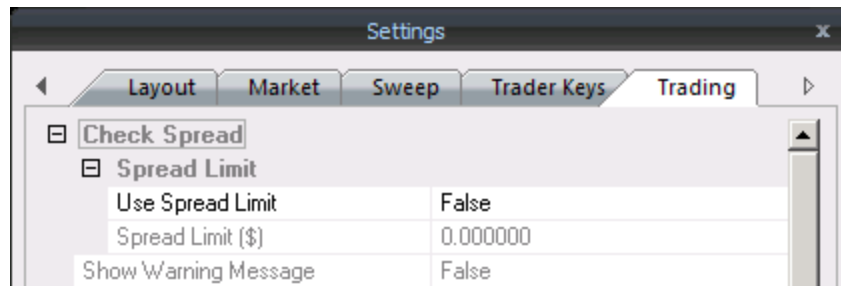 Settings x
Layout Market Sweep Trader Keys Trading
Check Spread
Spread Limit
Use Spread Limit False
Spread Limit ($) 0.000000
Show Warning Message False